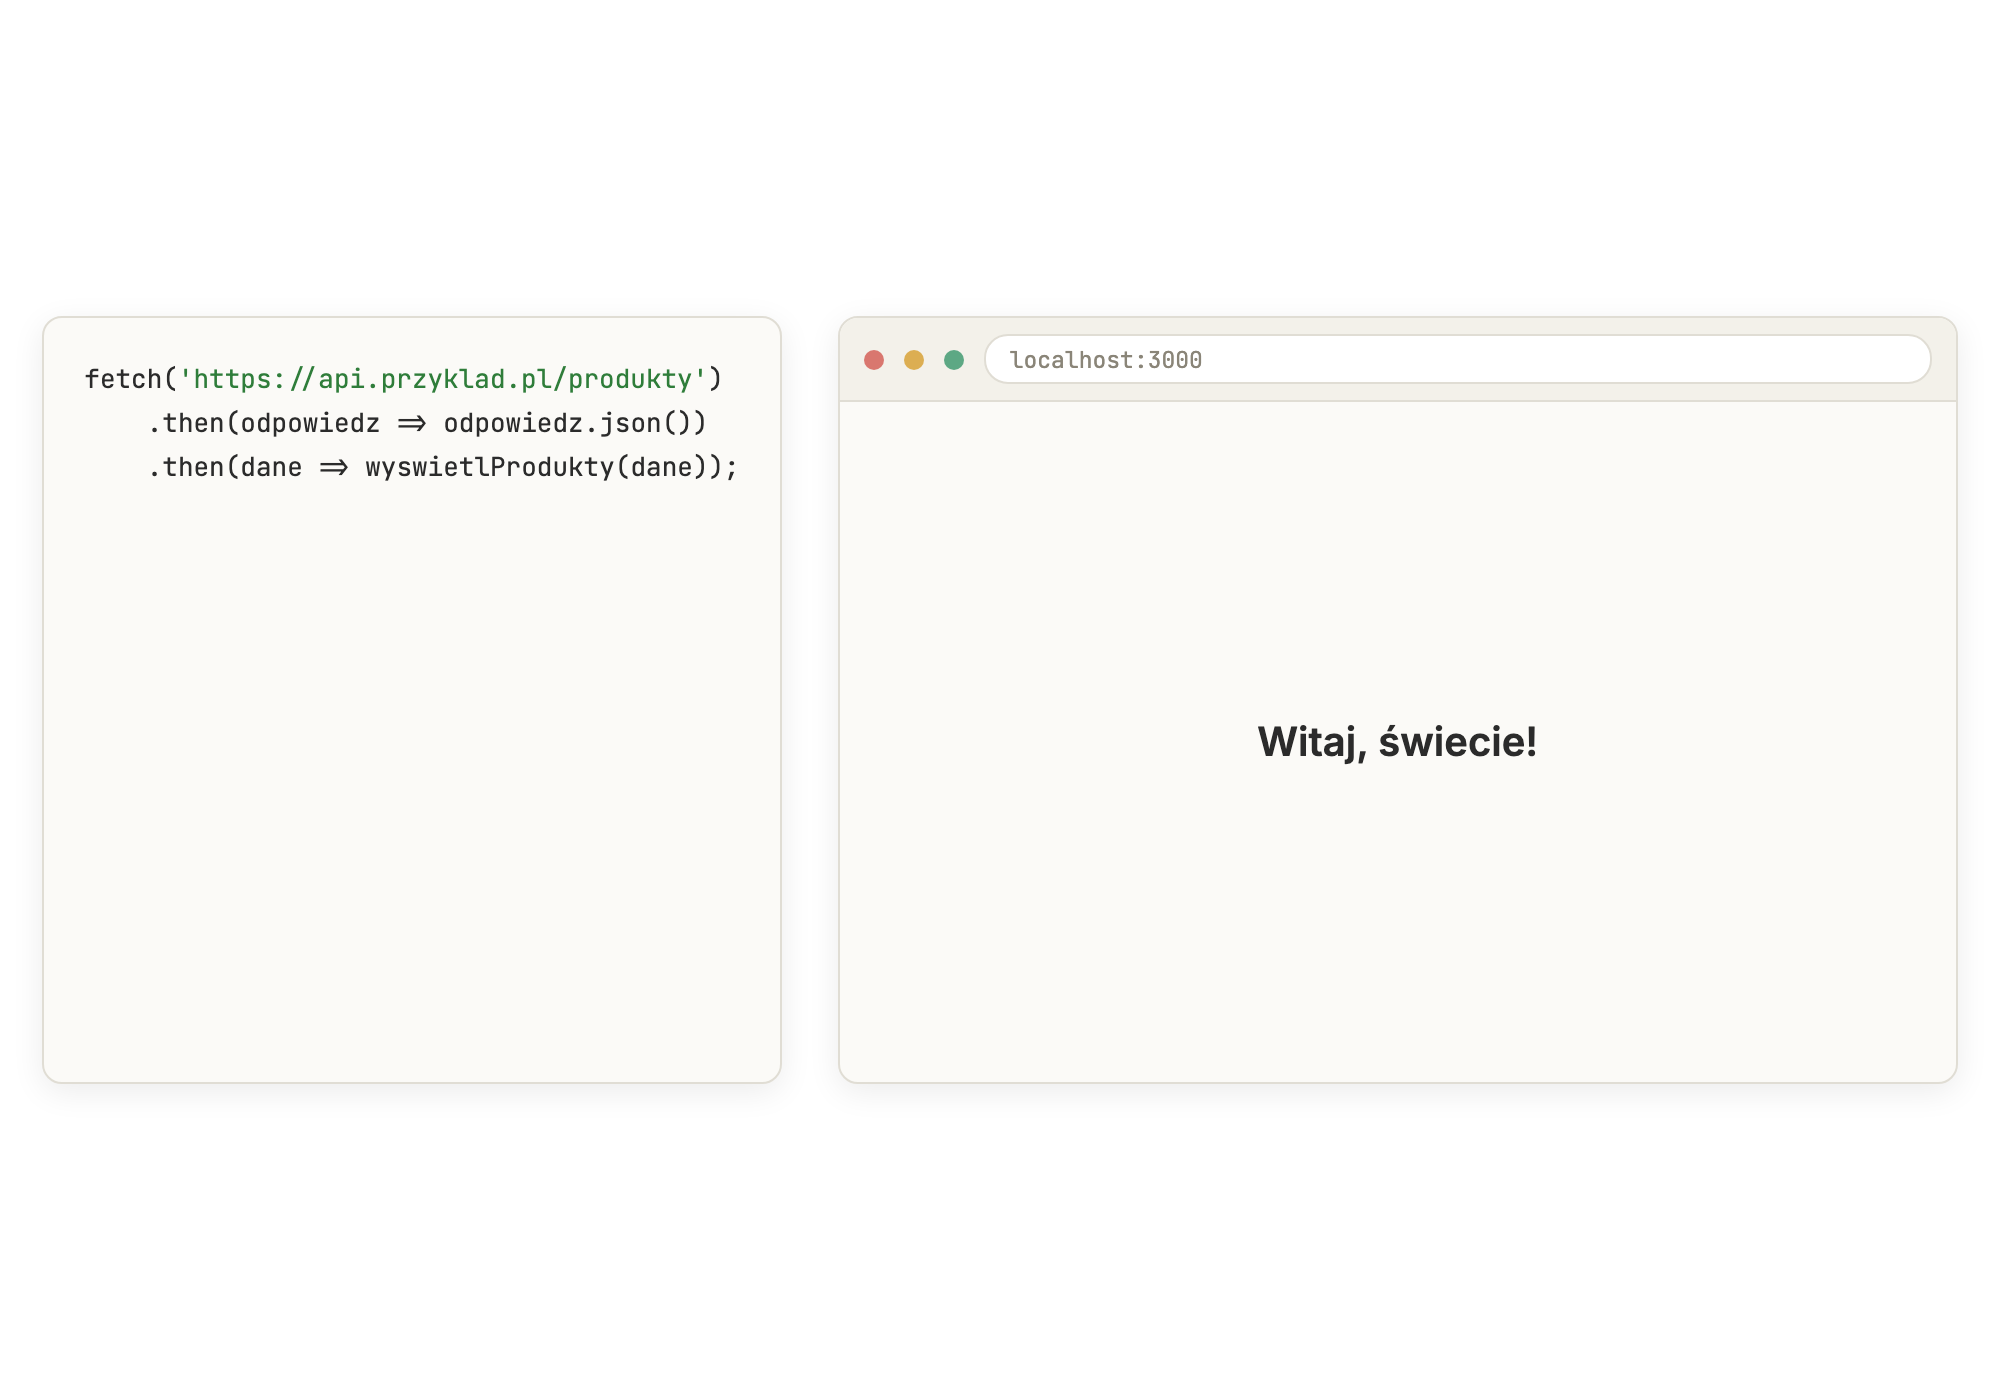 fetch('https://api.przyklad.pl/produkty')
    .then(odpowiedz => odpowiedz.json())
    .then(dane => wyswietlProdukty(dane));
localhost:3000
Witaj, świecie!